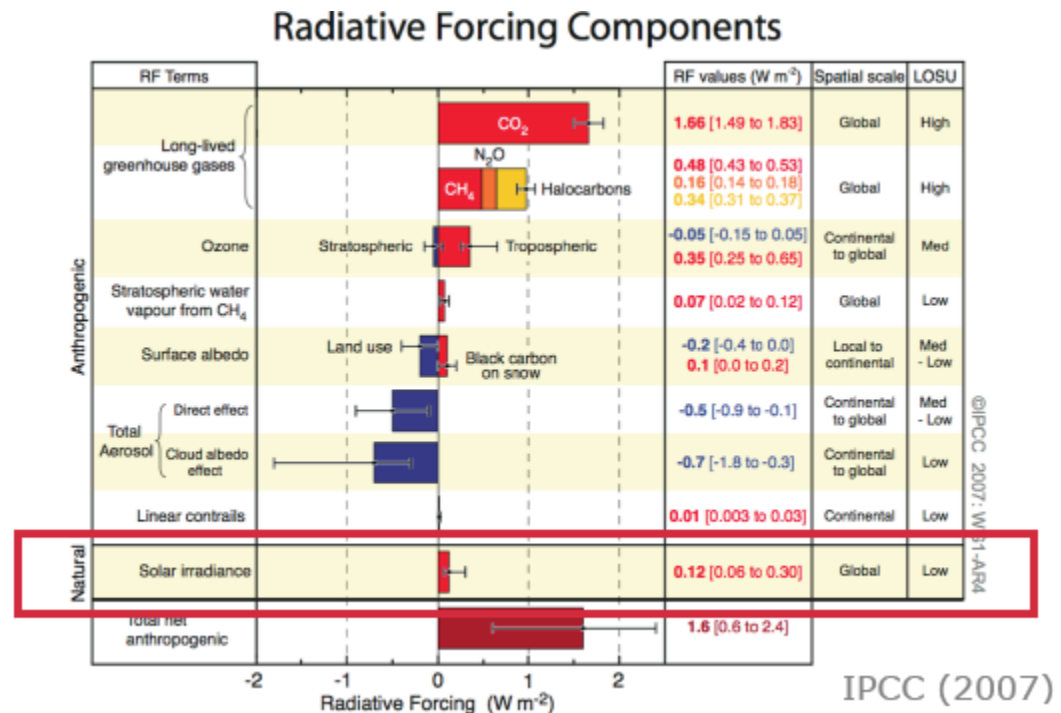 Radiative Forcing Components
RF Terms
RF values (W m⁻²)
Spatial scale
LOSU
Anthropogenic
Long-lived
greenhouse gases
CO₂
1.66 [1.49 to 1.83]
Global
High
N₂O
CH₄
Halocarbons
0.48 [0.43 to 0.53]
0.16 [0.14 to 0.18]
0.34 [0.31 to 0.37]
Global
High
Ozone
Stratospheric
Tropospheric
-0.05 [-0.15 to 0.05]
0.35 [0.25 to 0.65]
Continental
to global
Med
Stratospheric water
vapour from CH₄
0.07 [0.02 to 0.12]
Global
Low
Surface albedo
Land use
Black carbon
on snow
-0.2 [-0.4 to 0.0]
0.1 [0.0 to 0.2]
Local to
continental
Med
- Low
Total
Aerosol
Direct effect
-0.5 [-0.9 to -0.1]
Continental
to global
Med
- Low
Cloud albedo
effect
-0.7 [-1.8 to -0.3]
Continental
to global
Low
Linear contrails
0.01 [0.003 to 0.03]
Continental
Low
Natural
Solar irradiance
0.12 [0.06 to 0.30]
Global
Low
Total net
anthropogenic
1.6 [0.6 to 2.4]
-2 -1 0 1 2
Radiative Forcing (W m⁻²)
©IPCC 2007: WG1-AR4
IPCC (2007)